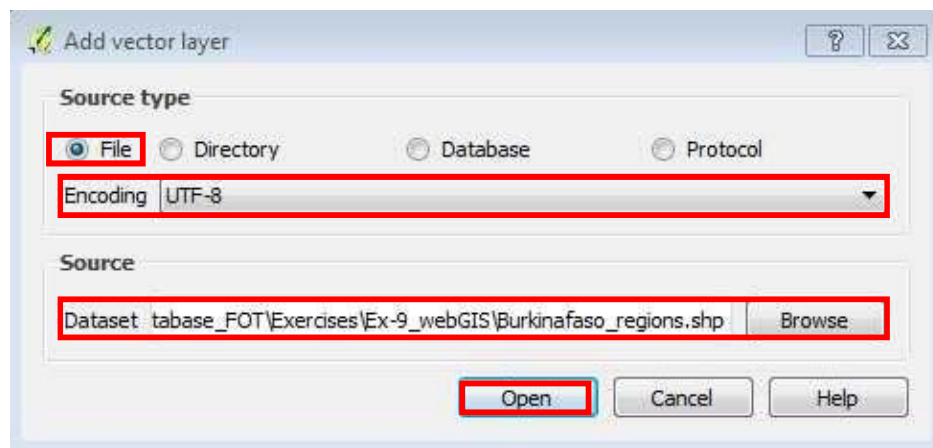 Add vector layer
Source type
File Directory Database Protocol
Encoding UTF-8
Source
Dataset tabase_FOT\Exercises\Ex-9_webGIS\Burkinafaso_regions.shp Browse
Open Cancel Help